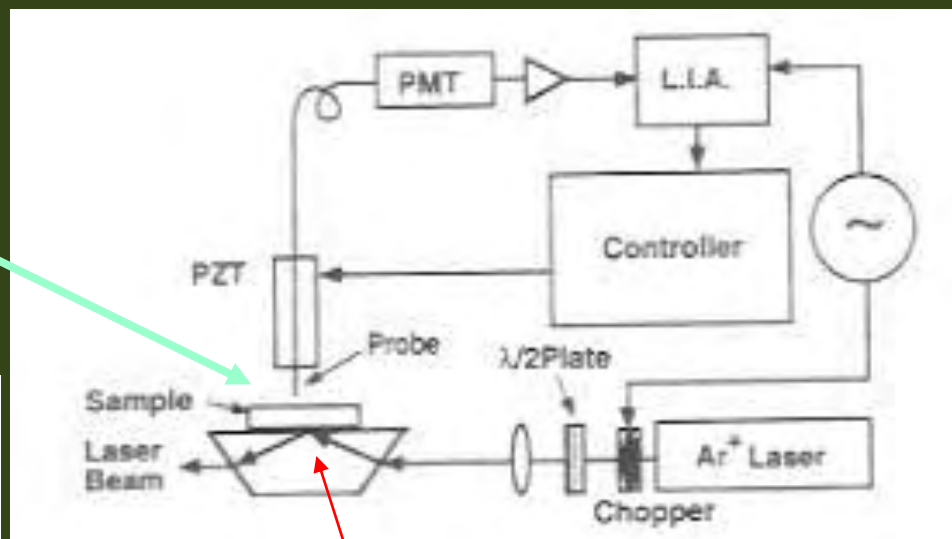 PMT
L.I.A.
~
Controller
PZT
Probe
λ/2Plate
Sample
Laser
Beam
Ar+ Laser
Chopper